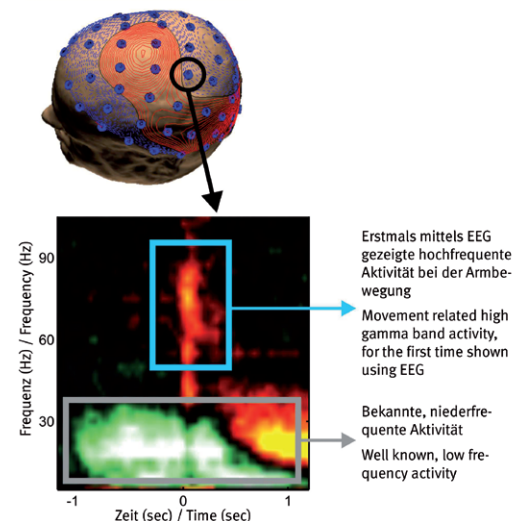 Frequenz (Hz) / Frequency (Hz)
90
60
30
-1
0
1
Zeit (sec) / Time (sec)
Erstmals mittels EEG
gezeigte hochfrequente
Aktivität bei der Armbe-
wegung
Movement related high
gamma band activity,
for the first time shown
using EEG
Bekannte, niederfre-
quente Aktivität
Well known, low fre-
quency activity